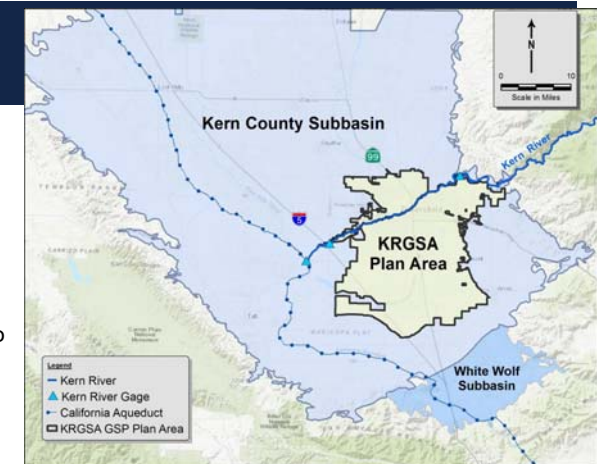 N
0 10
Scale in Miles
Kern County Subbasin
99
Kern River
5
KRGSA
Plan Area
White Wolf
Subbasin
Legend
Kern River
Kern River Gage
California Aqueduct
KRGSA GSP Plan Area